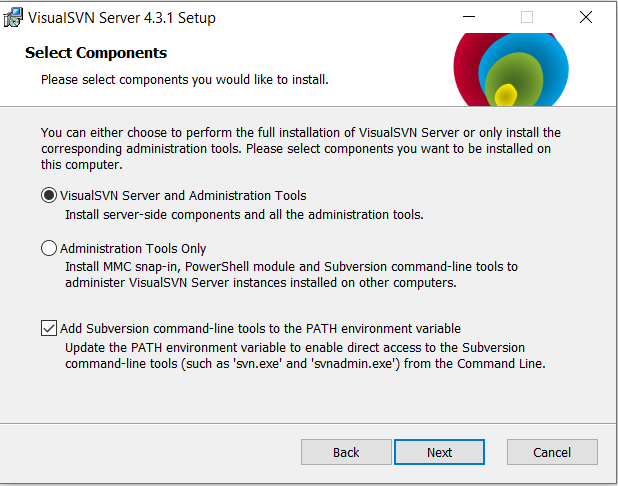 VisualSVN Server 4.3.1 Setup
Select Components
Please select components you would like to install.
You can either choose to perform the full installation of VisualSVN Server or only install the
corresponding administration tools. Please select components you want to be installed on
this computer.
VisualSVN Server and Administration Tools
Install server-side components and all the administration tools.
Administration Tools Only
Install MMC snap-in, PowerShell module and Subversion command-line tools to
administer VisualSVN Server instances installed on other computers.
Add Subversion command-line tools to the PATH environment variable
Update the PATH environment variable to enable direct access to the Subversion
command-line tools (such as 'svn.exe' and 'svnadmin.exe') from the Command Line.
Back Next Cancel